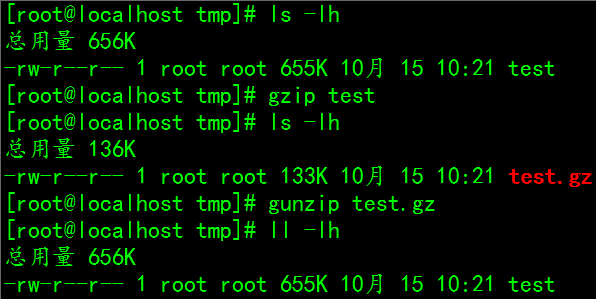 [root@localhost tmp]# ls -lh
总用量 656K
-rw-r--r-- 1 root root 655K 10月 15 10:21 test
[root@localhost tmp]# gzip test
[root@localhost tmp]# ls -lh
总用量 136K
-rw-r--r-- 1 root root 133K 10月 15 10:21 test.gz
[root@localhost tmp]# gunzip test.gz
[root@localhost tmp]# ll -lh
总用量 656K
-rw-r--r-- 1 root root 655K 10月 15 10:21 test